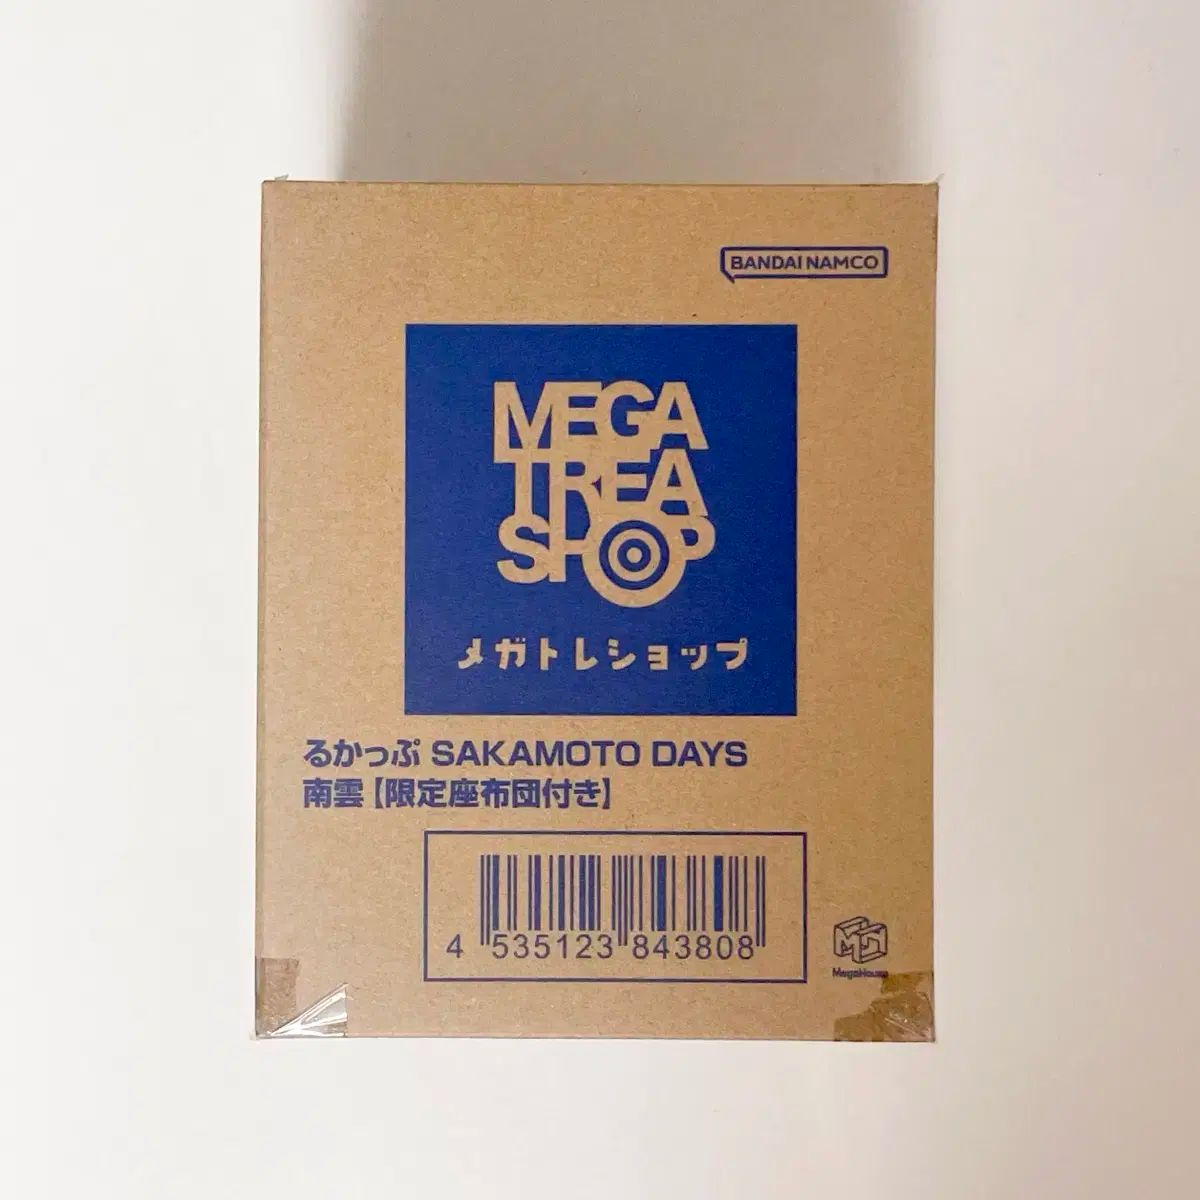 BANDAI NAMCO
MEGA
TREA
SHOP
メガトレショップ
るかっぷ SAKAMOTO DAYS
南雲【限定座布団付き】
4 535123 843808
MegaHouse